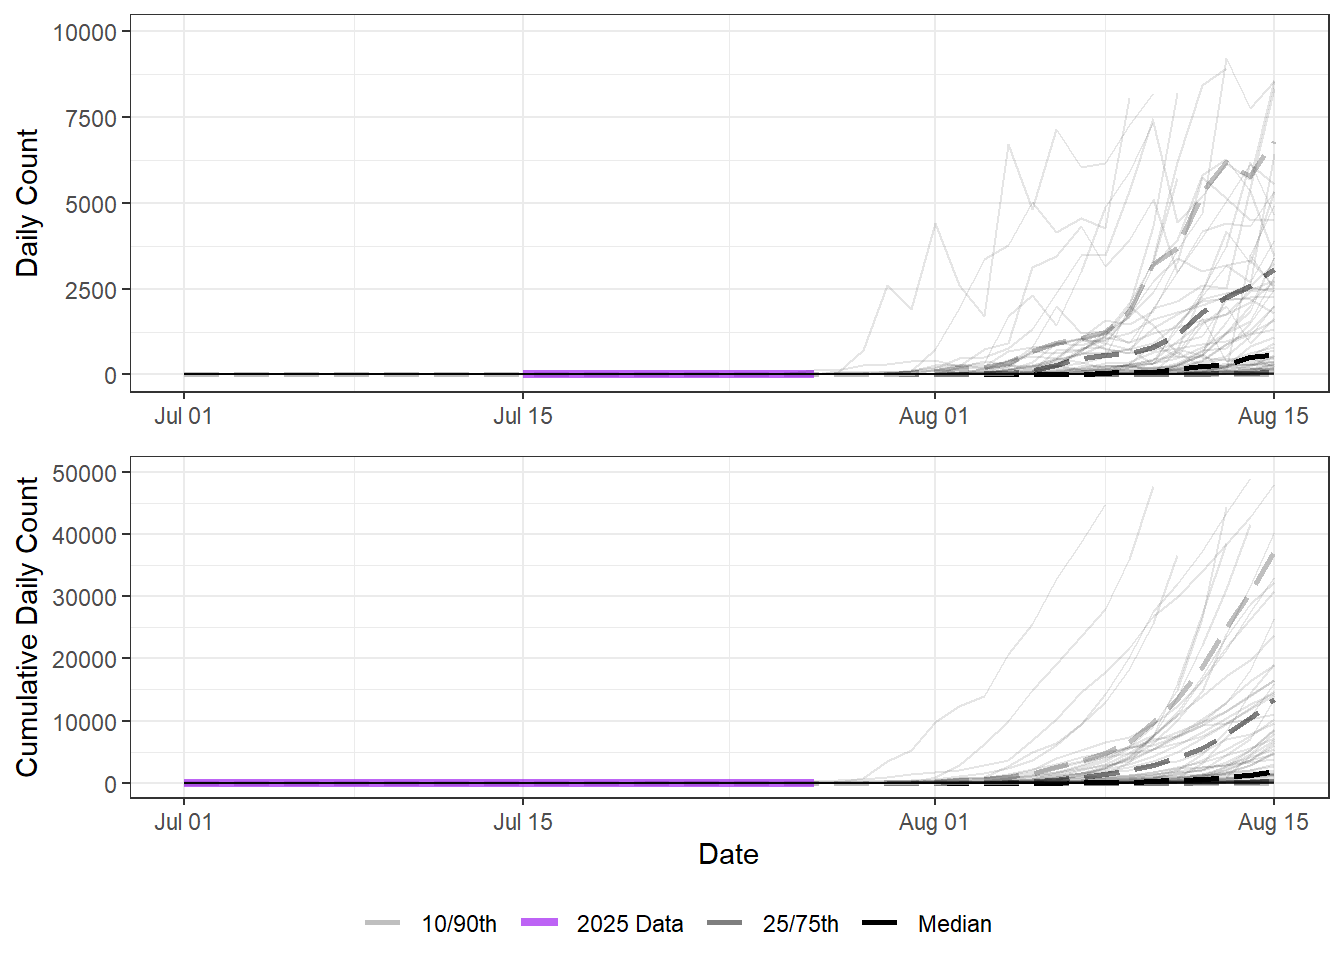 10000
7500
5000
2500
0
Daily Count
Jul 01
Jul 15
Aug 01
Aug 15
50000
40000
30000
20000
10000
0
Cumulative Daily Count
Jul 01
Jul 15
Aug 01
Aug 15
Date
10/90th
2025 Data
25/75th
Median